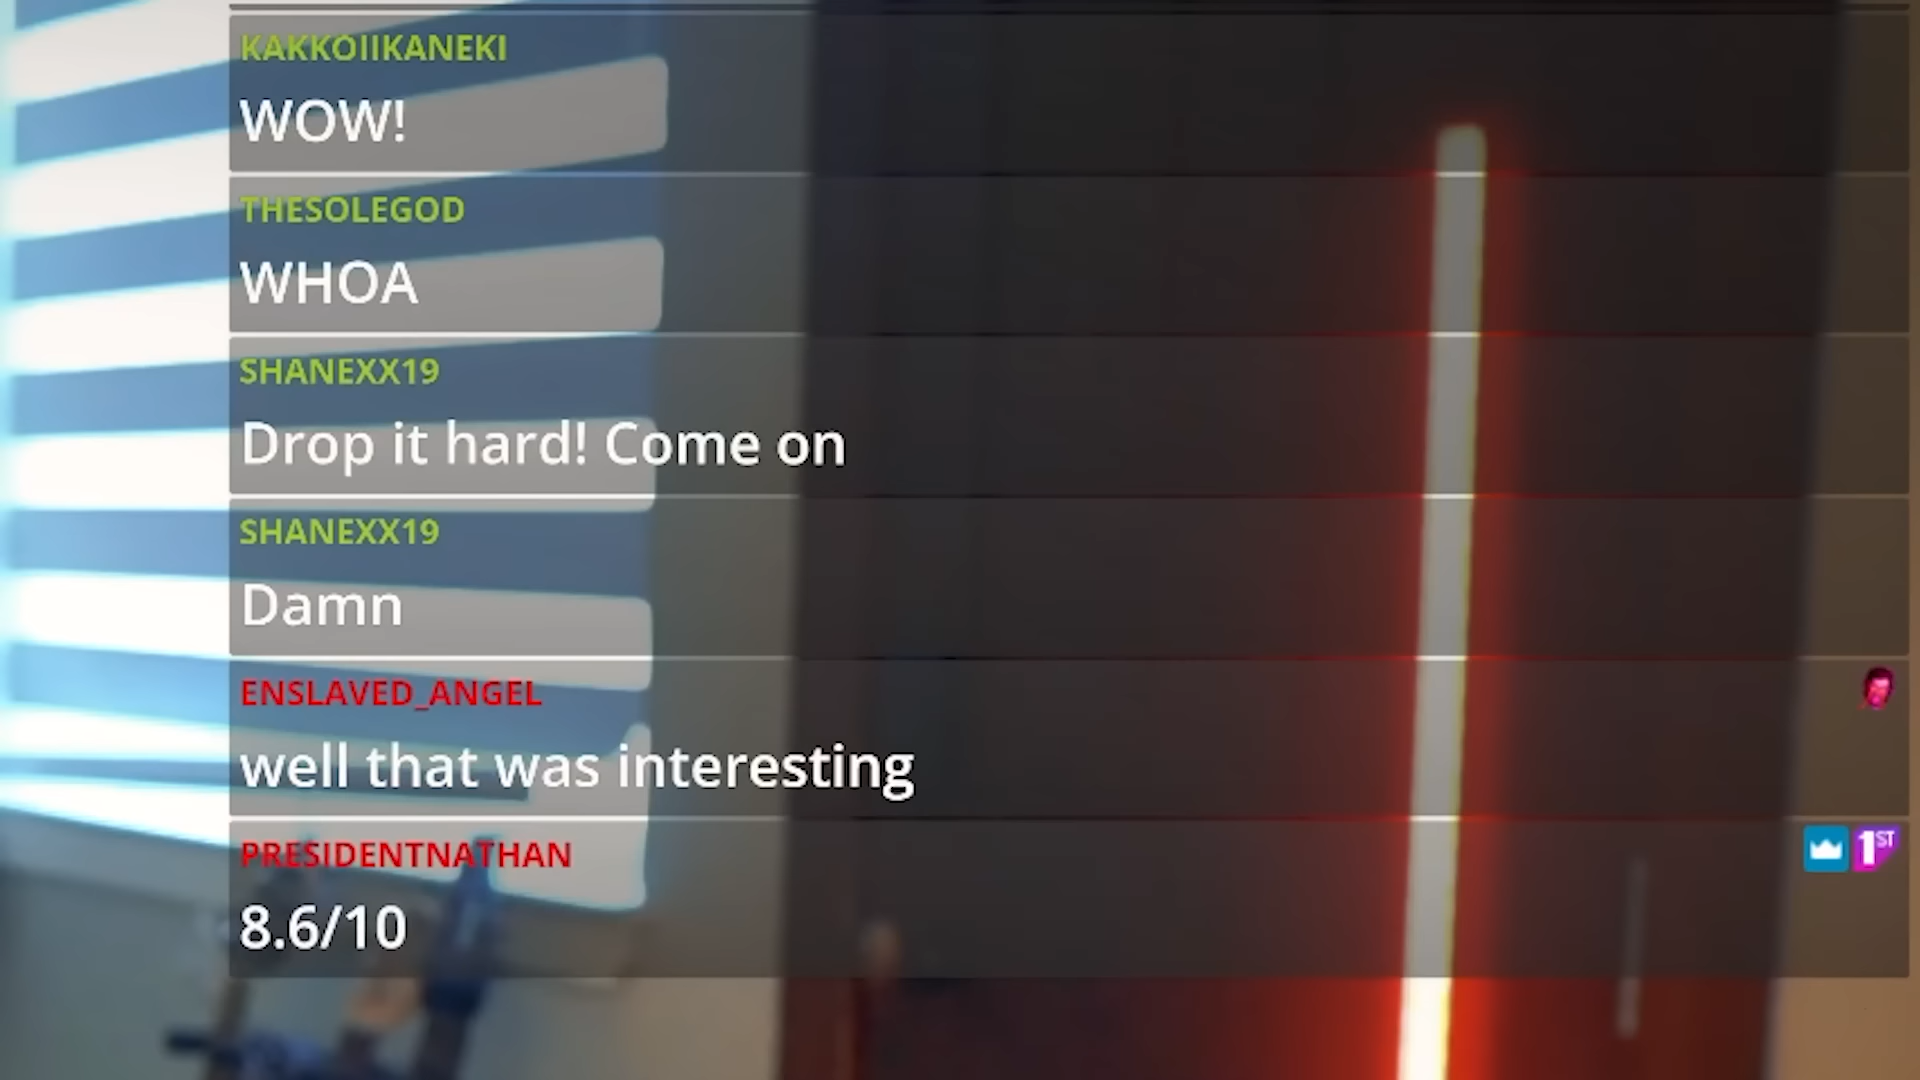 KAKKOIIKANEKI
WOW!
THESOLEGOD
WHOA
SHANEXX19
Drop it hard! Come on
SHANEXX19
Damn
ENSLAVED_ANGEL
well that was interesting
PRESIDENTNATHAN
1ST
8.6/10